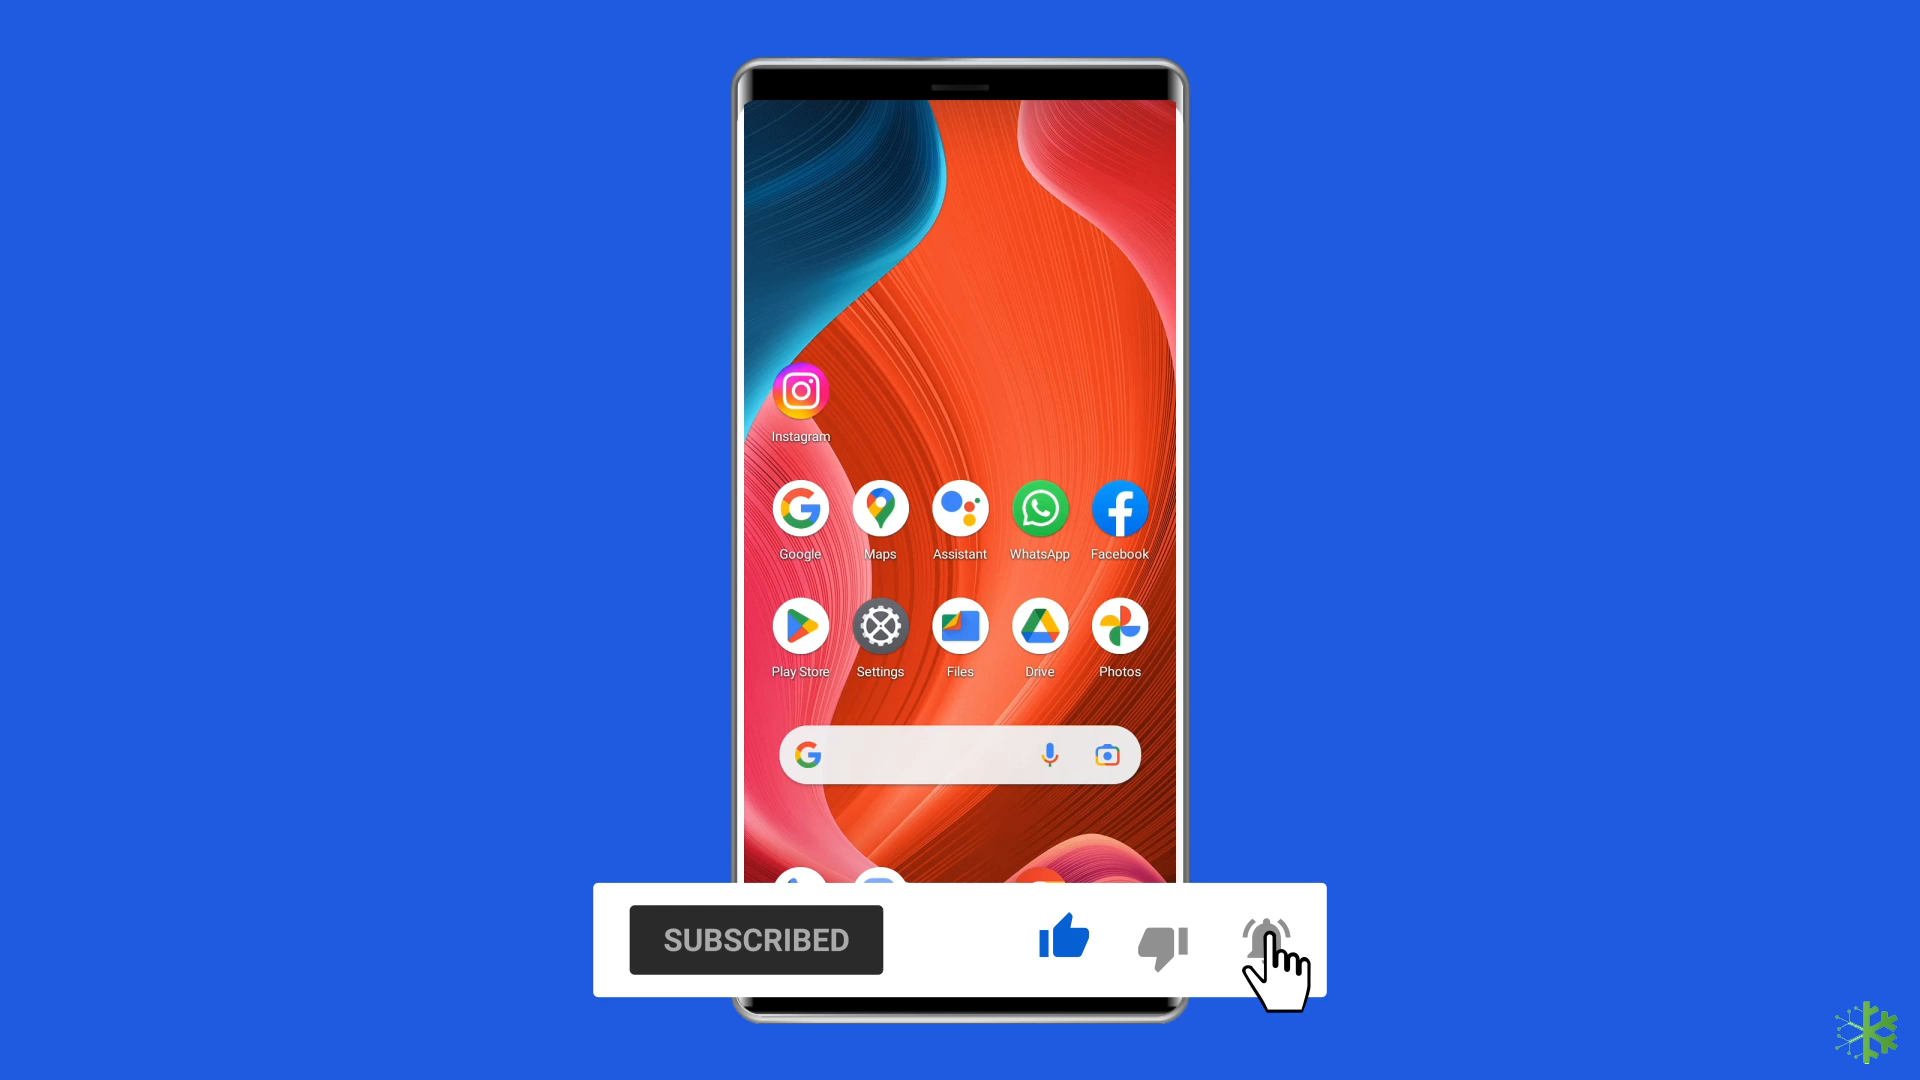 Instagram
Google Maps Assistant WhatsApp Facebook
Play Store Settings Files Drive Photos
SUBSCRIBED